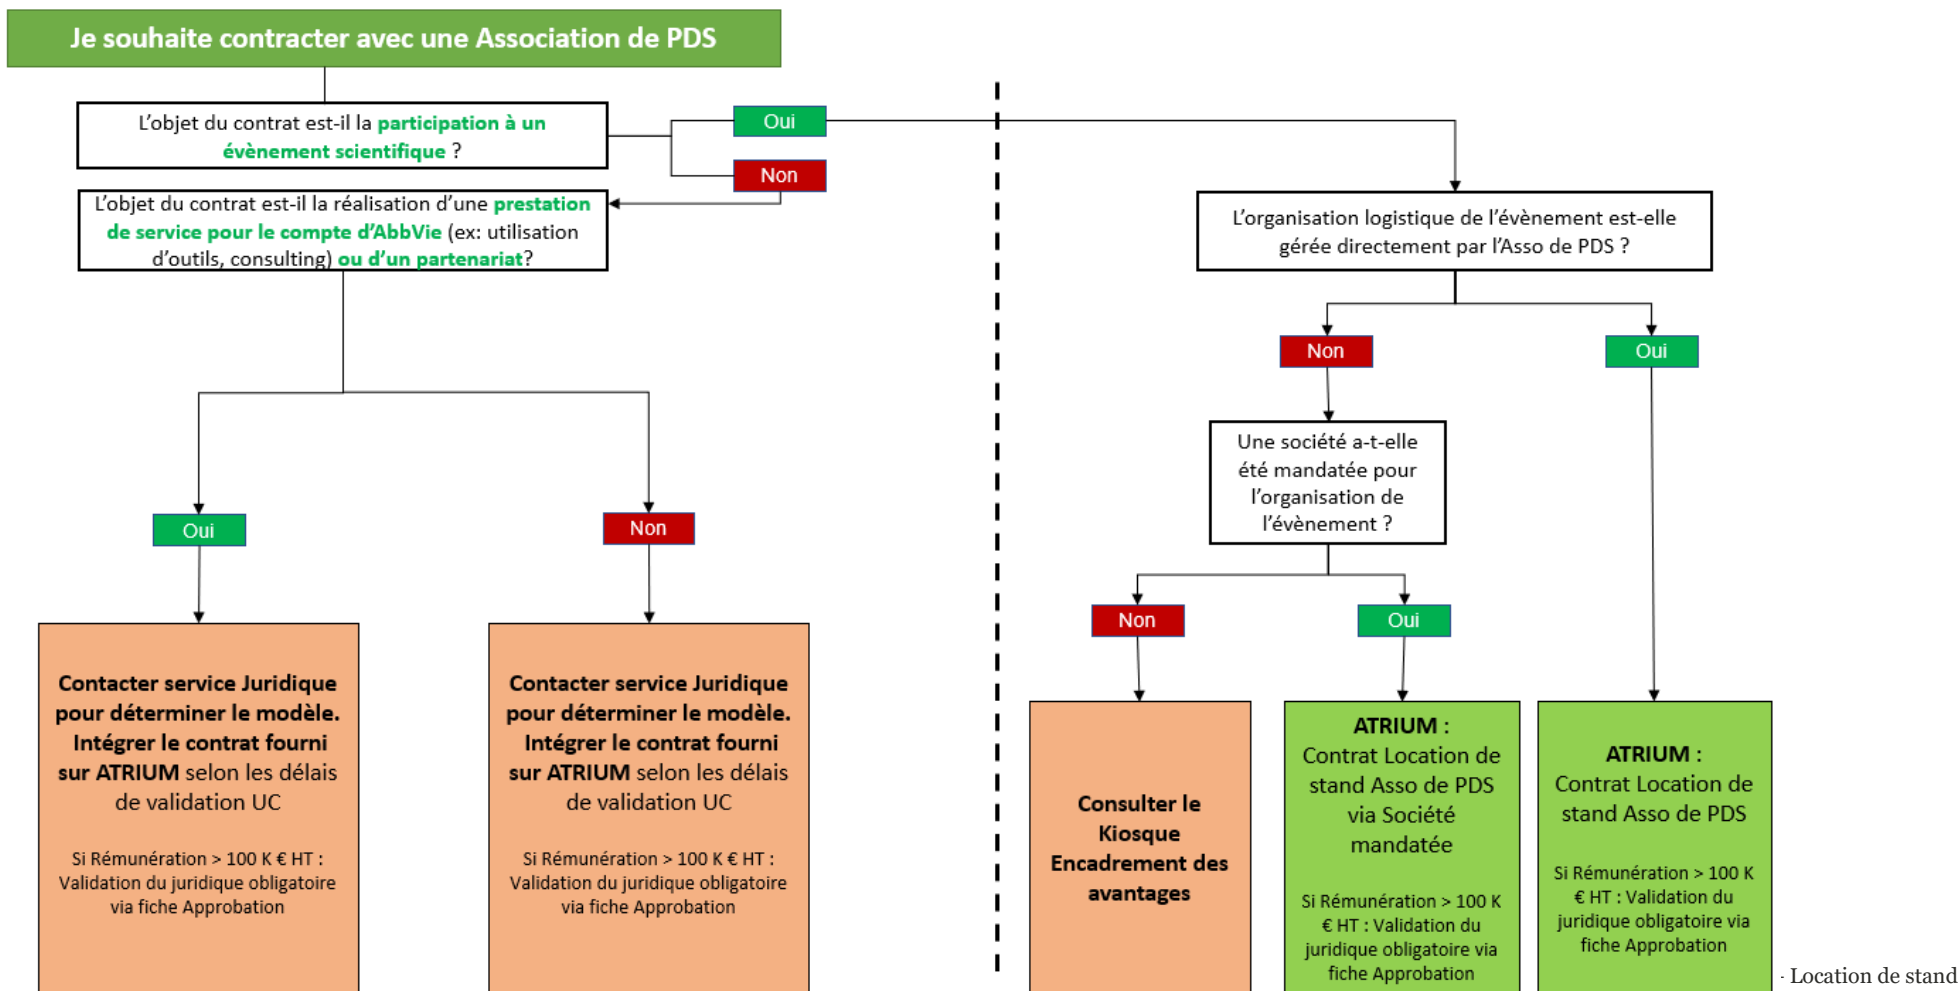 Je souhaite contracter avec une Association de PDS
L'objet du contrat est-il la participation à un
évènement scientifique ?
Oui
Non
L'objet du contrat est-il la réalisation d'une prestation
de service pour le compte d'AbbVie (ex: utilisation
d'outils, consulting) ou d'un partenariat?
Oui
Non
Contacter service Juridique
pour déterminer le modèle.
Intégrer le contrat fourni
sur ATRIUM selon les délais
de validation UC
Si Rémunération > 100 K € HT :
Validation du juridique obligatoire
via fiche Approbation
Contacter service Juridique
pour déterminer le modèle.
Intégrer le contrat fourni
sur ATRIUM selon les délais
de validation UC
Si Rémunération > 100 K € HT :
Validation du juridique obligatoire
via fiche Approbation
L'organisation logistique de l'évènement est-elle
gérée directement par l'Asso de PDS ?
Non
Oui
Une société a-t-elle
été mandatée pour
l'organisation de
l'évènement ?
Non
Oui
Consulter le
Kiosque
Encadrement des
avantages
ATRIUM :
Contrat Location de
stand Asso de PDS
via Société
mandatée
Si Rémunération > 100 K
€ HT : Validation du
juridique obligatoire via
fiche Approbation
ATRIUM :
Contrat Location de
stand Asso de PDS
Si Rémunération > 100 K
€ HT : Validation du
juridique obligatoire via
fiche Approbation
- Location de stand